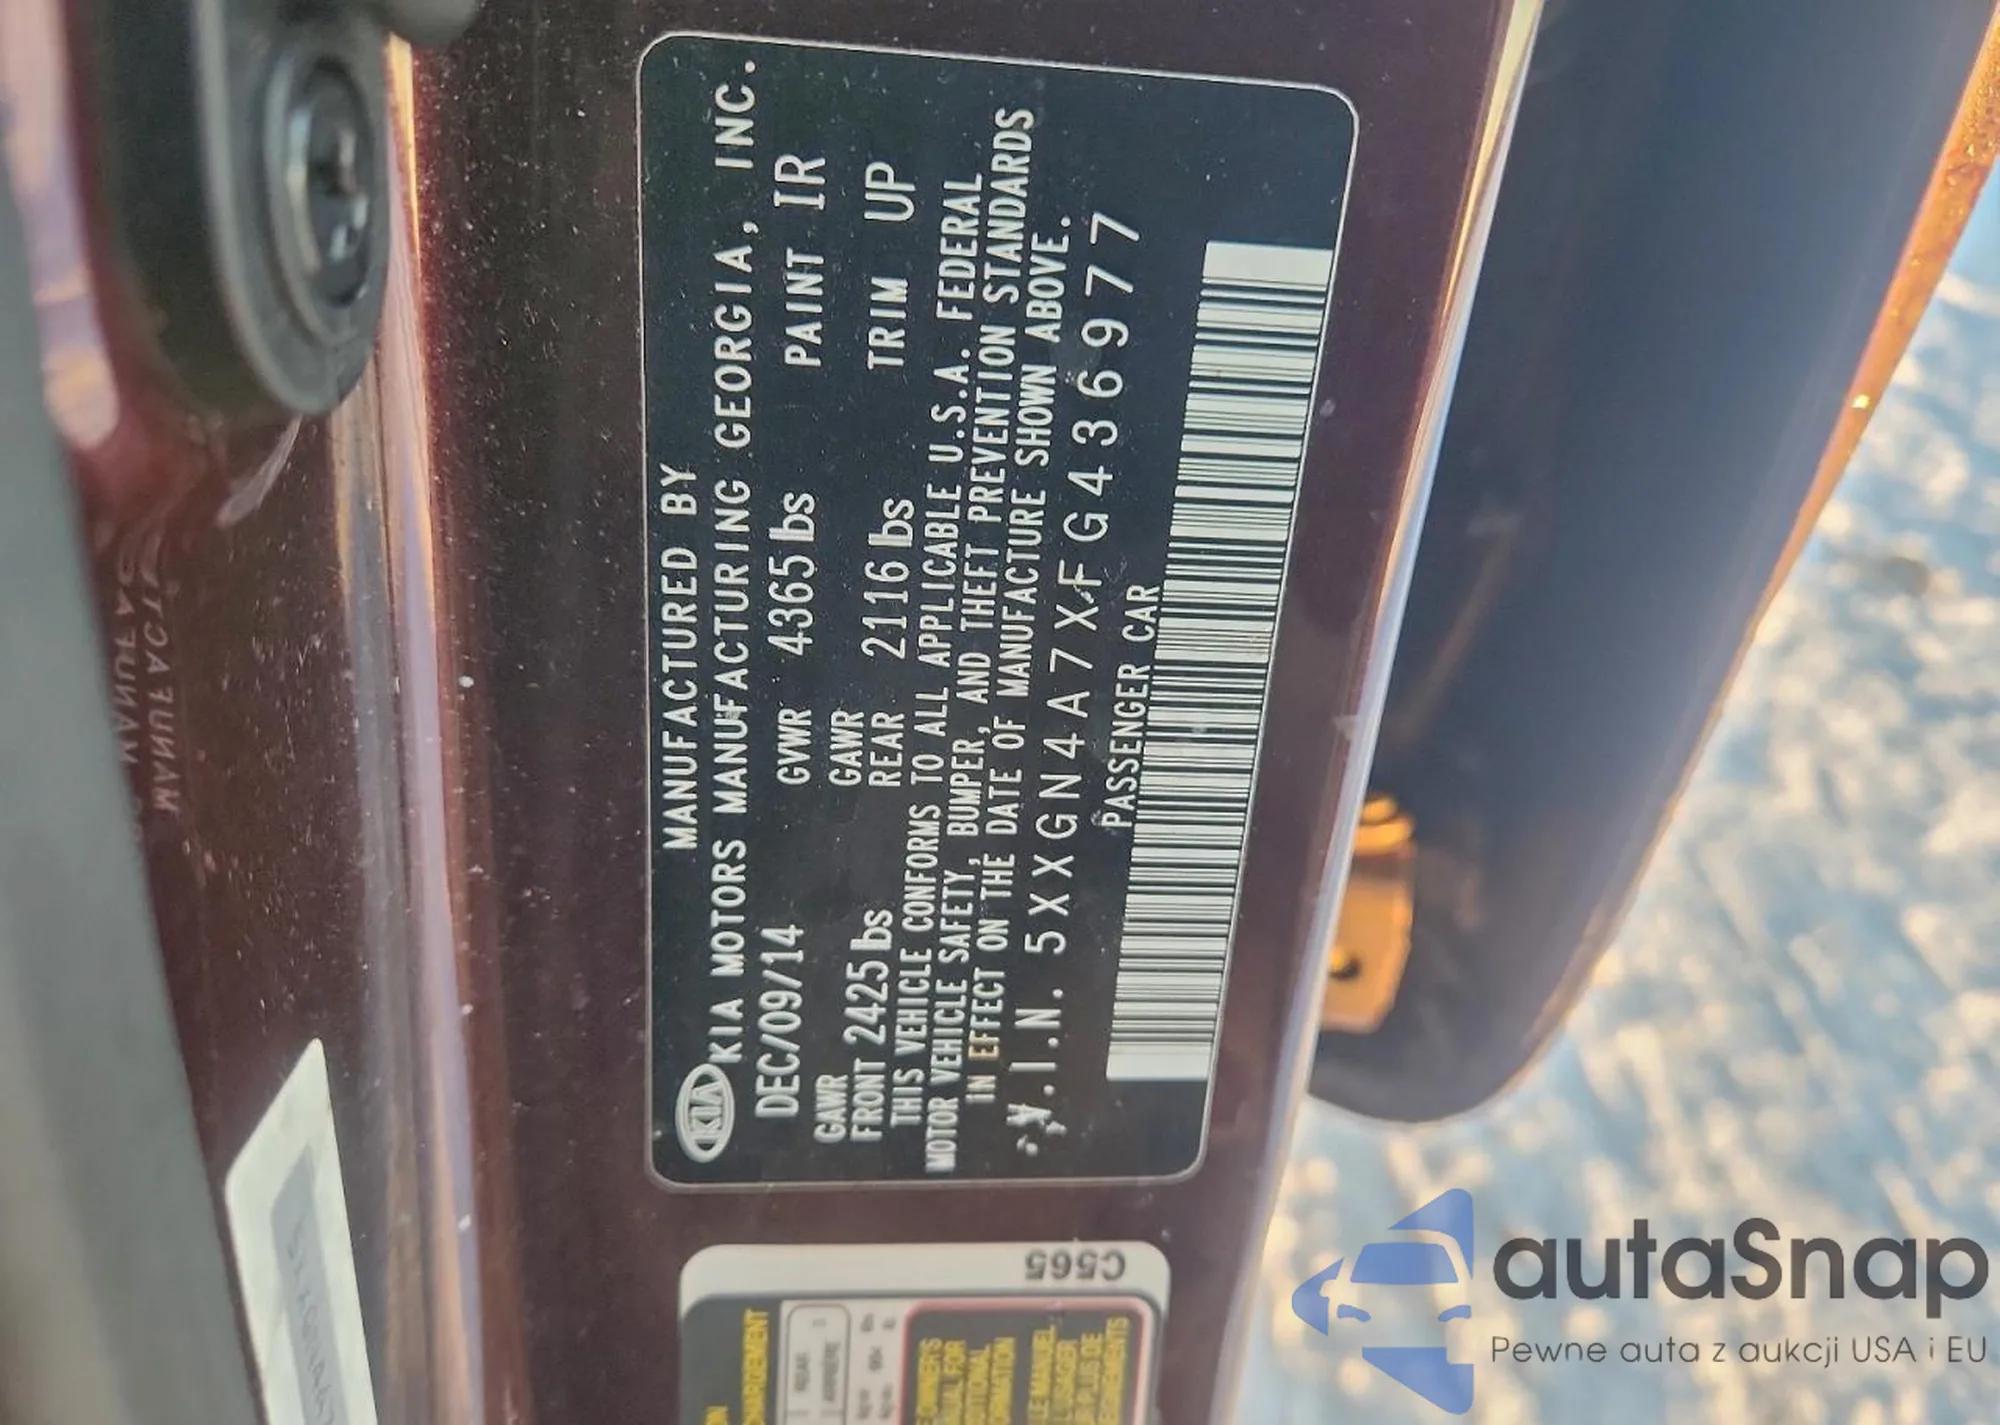 MANUFACTURED BY
KIA KIA MOTORS MANUFACTURING GEORGIA, INC.
DEC/09/14 GVWR 4365 lbs PAINT IR
GAWR FRONT 2425 lbs GAWR REAR 2116 lbs TRIM UP
THIS VEHICLE CONFORMS TO ALL APPLICABLE U.S.A. FEDERAL
MOTOR VEHICLE SAFETY, BUMPER, AND THEFT PREVENTION STANDARDS
IN EFFECT ON THE DATE OF MANUFACTURE SHOWN ABOVE.
V.I.N. 5XXGN4A7XFG436977
PASSENGER CAR
C565
autaSnap
Pewne auta z aukcji USA i EU